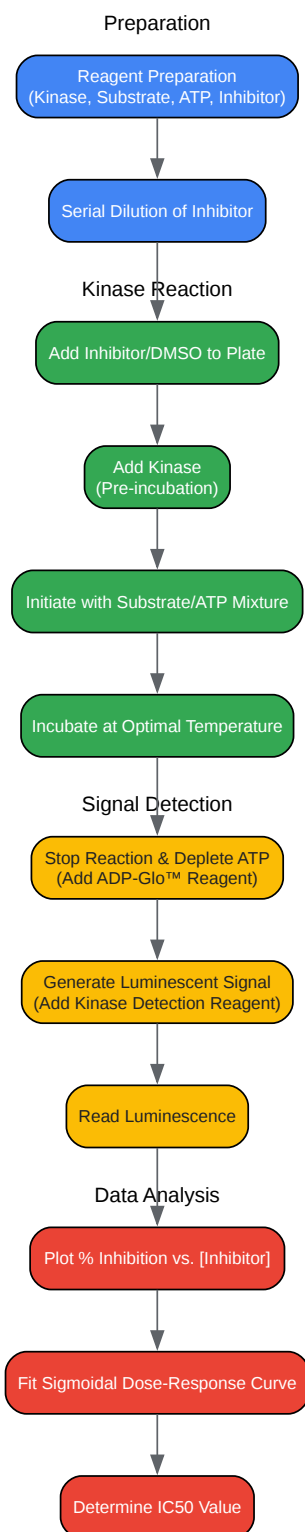 Preparation
Reagent Preparation
(Kinase, Substrate, ATP, Inhibitor)
Serial Dilution of Inhibitor
Kinase Reaction
Add Inhibitor/DMSO to Plate
Add Kinase
(Pre-incubation)
Initiate with Substrate/ATP Mixture
Incubate at Optimal Temperature
Signal Detection
Stop Reaction & Deplete ATP
(Add ADP-Glo™ Reagent)
Generate Luminescent Signal
(Add Kinase Detection Reagent)
Read Luminescence
Data Analysis
Plot % Inhibition vs. [Inhibitor]
Fit Sigmoidal Dose-Response Curve
Determine IC50 Value